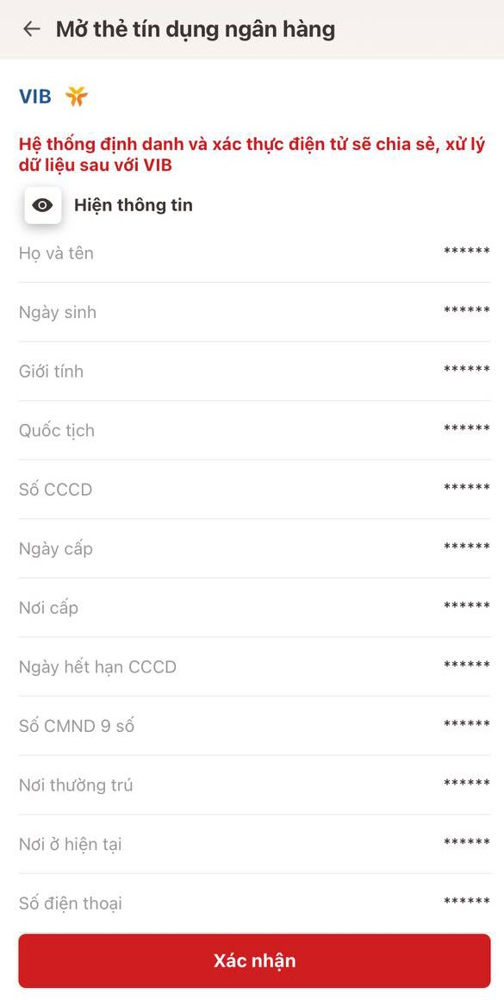 Mở thẻ tín dụng ngân hàng
VIB
Hệ thống định danh và xác thực điện tử sẽ chia sẻ, xử lý
dữ liệu sau với VIB
Hiện thông tin
Họ và tên ******
Ngày sinh ******
Giới tính ******
Quốc tịch ******
Số CCCD ******
Ngày cấp ******
Nơi cấp ******
Ngày hết hạn CCCD ******
Số CMND 9 số ******
Nơi thường trú ******
Nơi ở hiện tại ******
Số điện thoại ******
Xác nhận